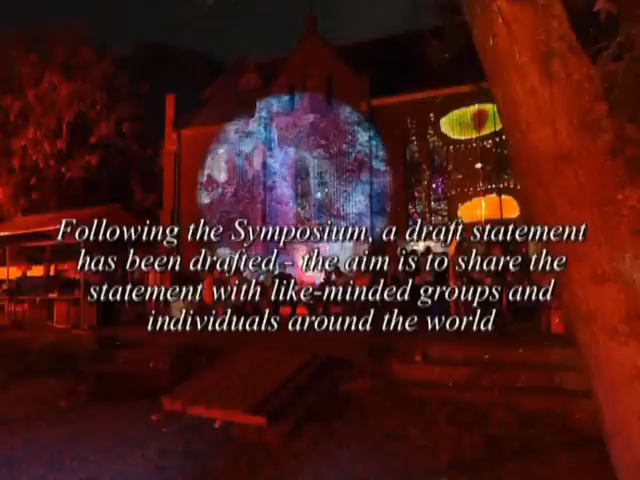 Following the Symposium, a draft statement
has been drafted - the aim is to share the
statement with like-minded groups and
individuals around the world